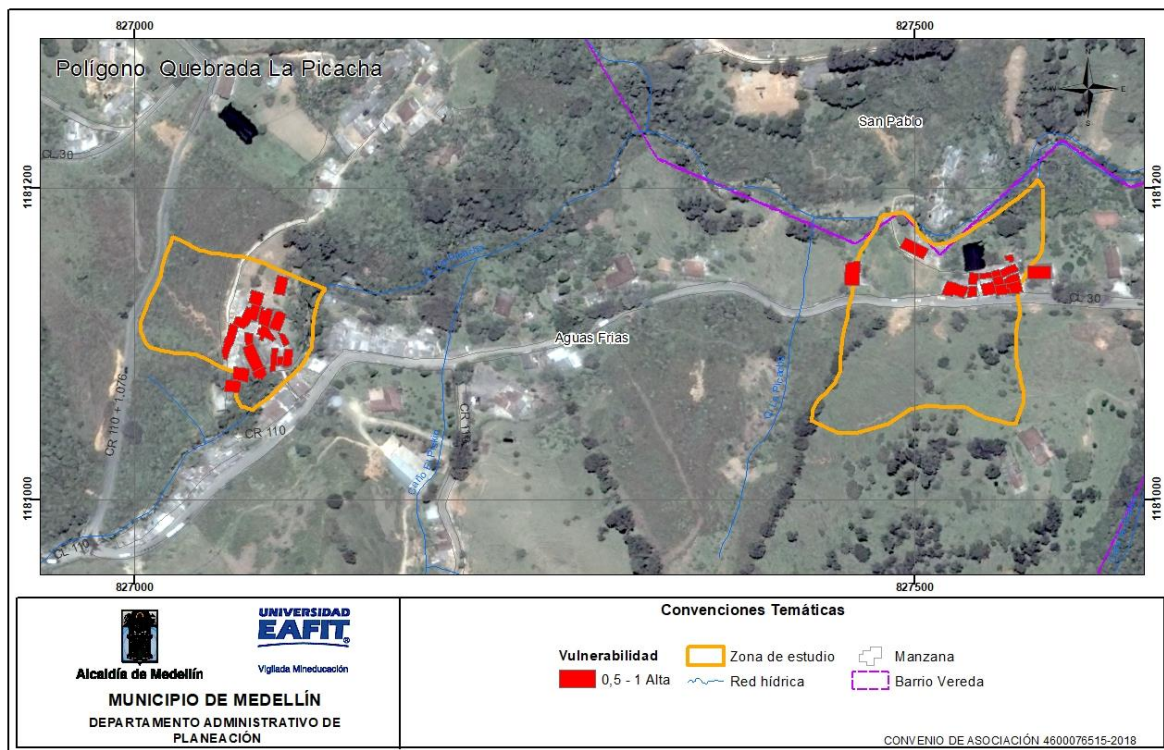 827000
827500
Polígono Quebrada La Picacha
San Pablo
CL 30
1181200
1181200
CL 30
Aguas Frias
Q. La Picacha
CR 110 + 1.076
CR 110
Caño El
CL 110
1181000
1181000
827000
827500
Alcaldía de Medellín
UNIVERSIDAD
EAFIT
Vigilada Mineducación
MUNICIPIO DE MEDELLÍN
DEPARTAMENTO ADMINISTRATIVO DE
PLANEACIÓN
Convenciones Temáticas
Vulnerabilidad
0,5 - 1 Alta
Zona de estudio
Red hídrica
Manzana
Barrio Vereda
CONVENIO DE ASOCIACIÓN 4600076515-2018